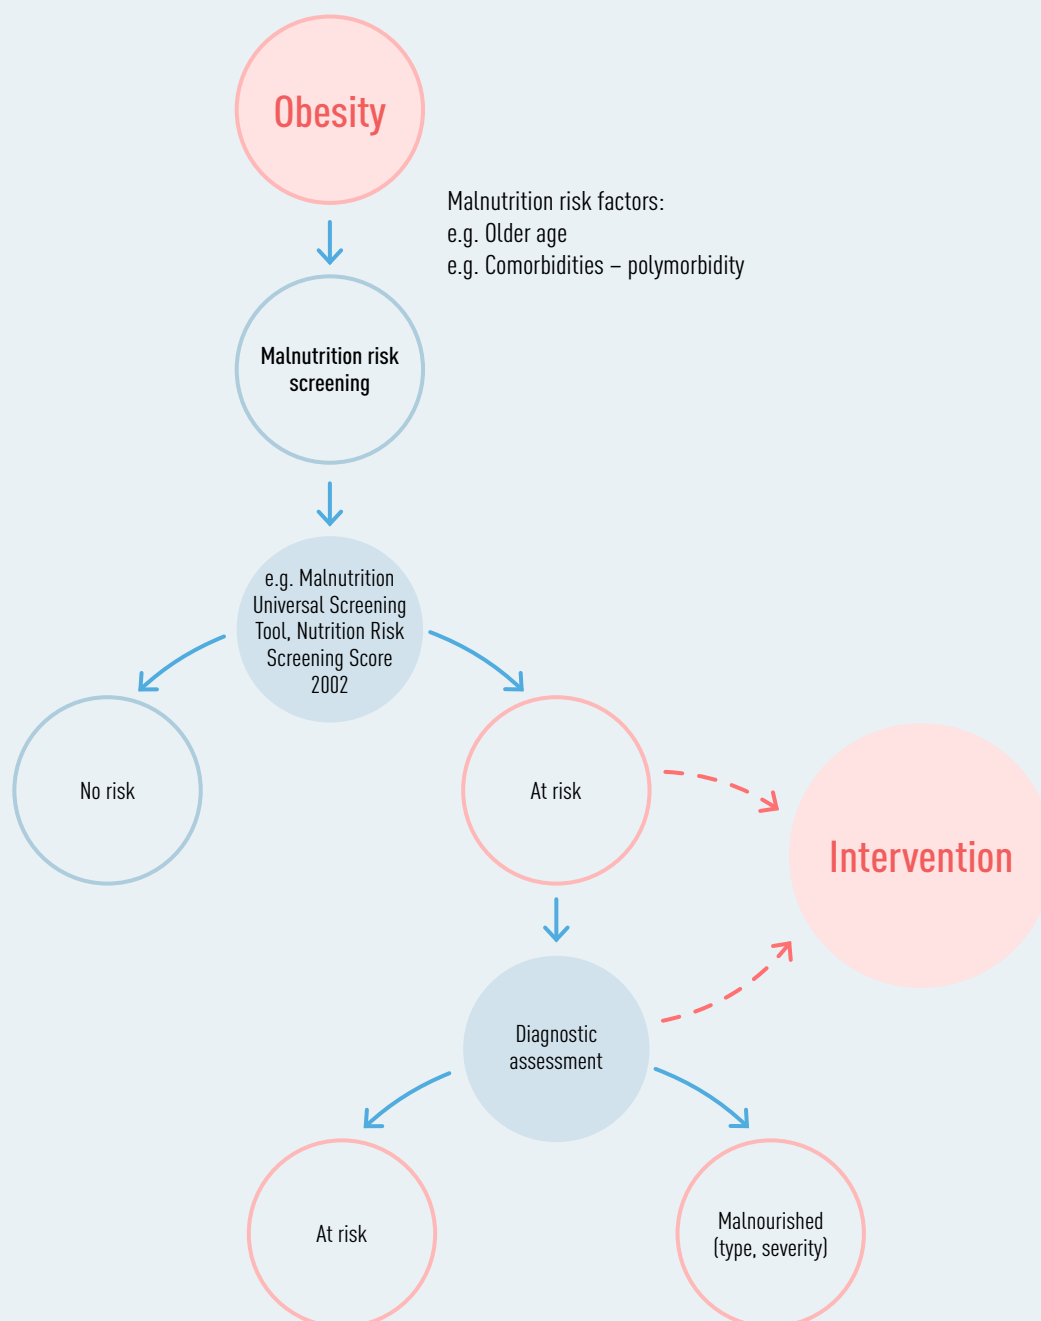 Obesity
Malnutrition risk factors:
e.g. Older age
e.g. Comorbidities – polymorbidity
Malnutrition risk
screening
e.g. Malnutrition
Universal Screening
Tool, Nutrition Risk
Screening Score
2002
No risk
At risk
Intervention
Diagnostic
assessment
At risk
Malnourished
(type, severity)